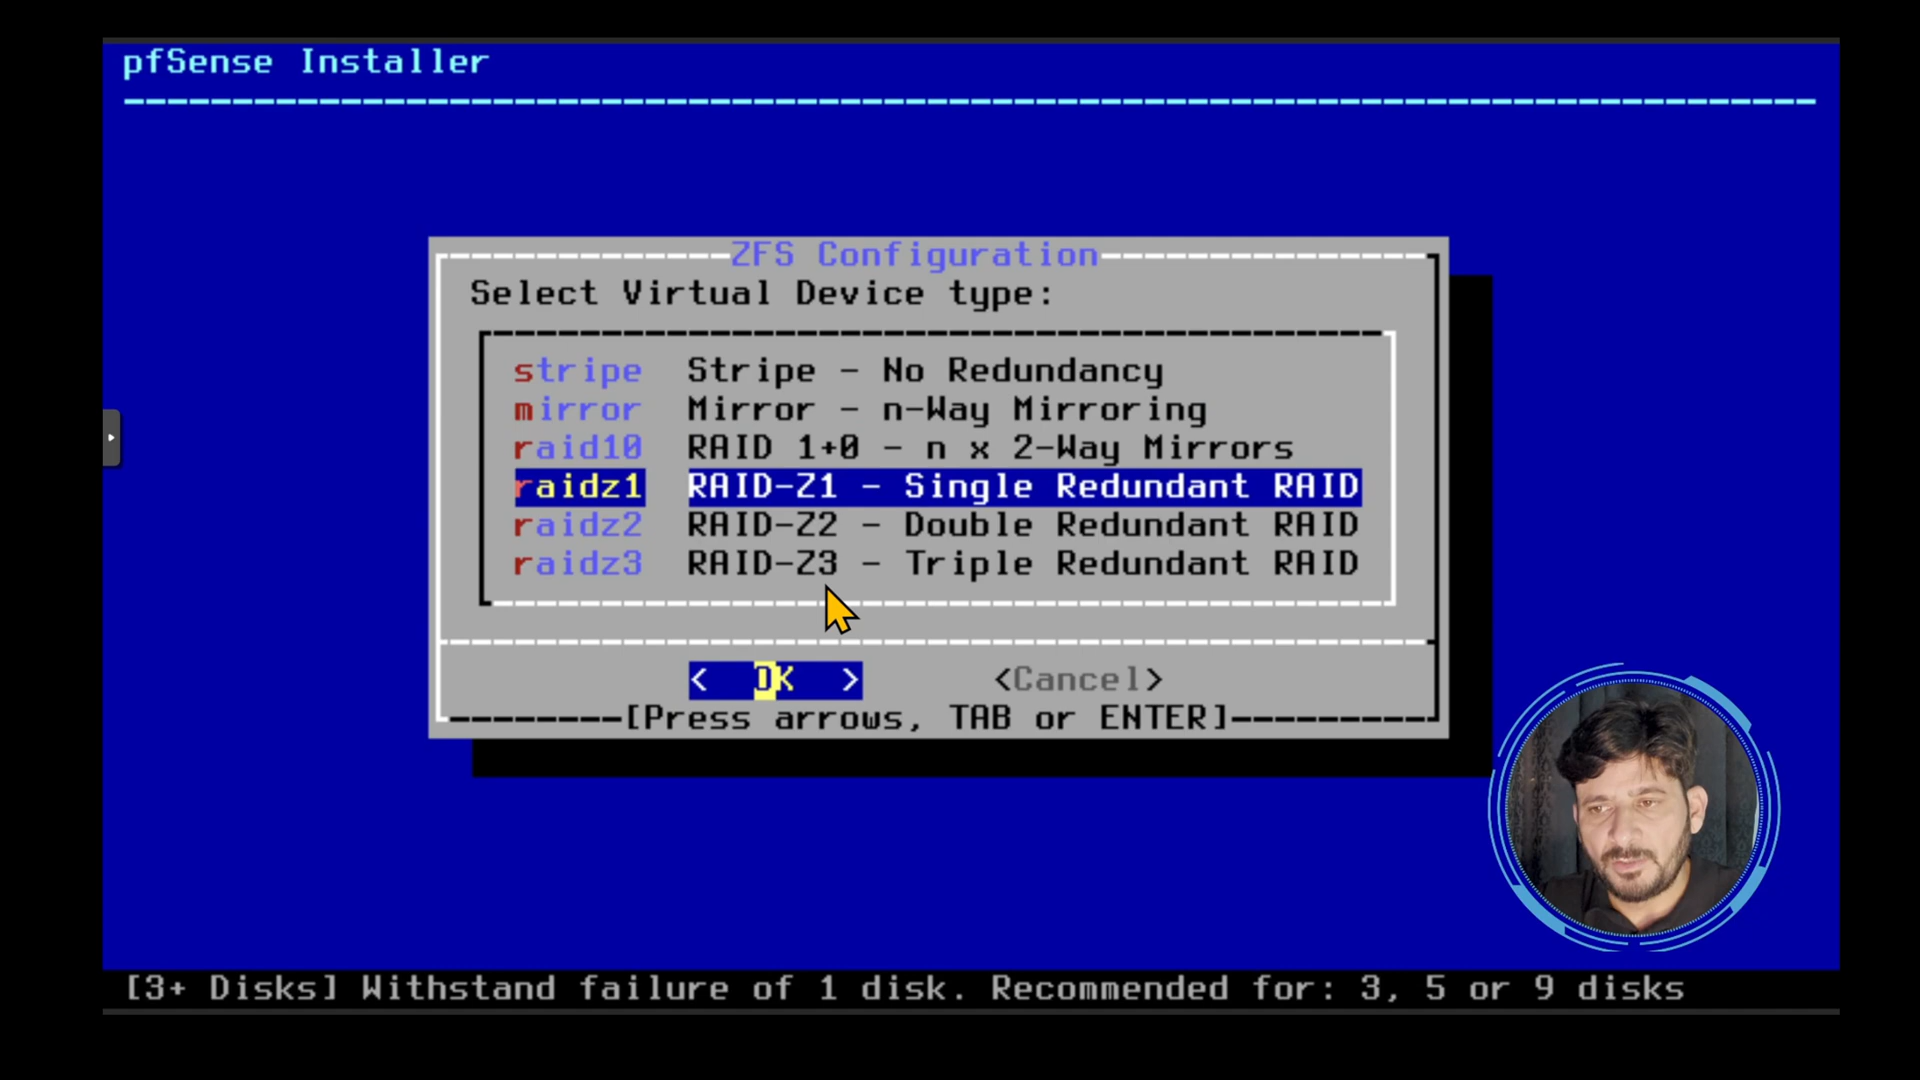 pfSense Installer
ZFS Configuration
Select Virtual Device type:
stripe Stripe - No Redundancy
mirror Mirror - n-Way Mirroring
raid10 RAID 1+0 - n x 2-Way Mirrors
raidz1 RAID-Z1 - Single Redundant RAID
raidz2 RAID-Z2 - Double Redundant RAID
raidz3 RAID-Z3 - Triple Redundant RAID
< OK > <Cancel>
[Press arrows, TAB or ENTER]
[3+ Disks] Withstand failure of 1 disk. Recommended for: 3, 5 or 9 disks